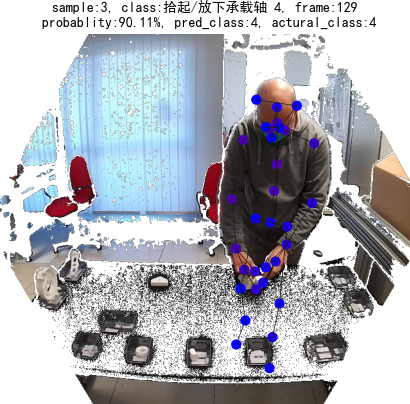 sample:3, class:拾起/放下承载轴 4, frame:129
probablity:90.11%, pred_class:4, actural_class:4